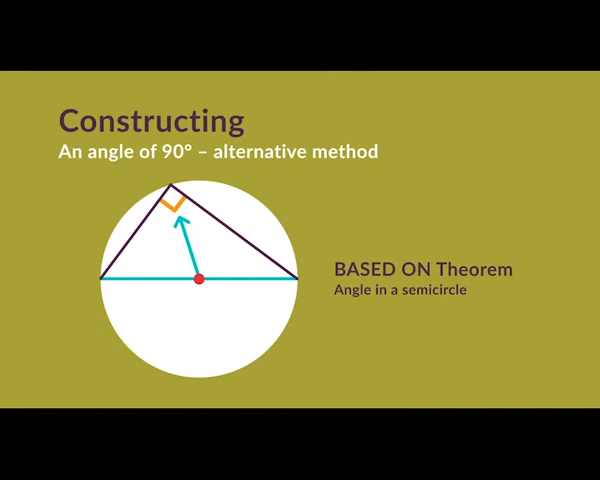 Constructing
An angle of 90° – alternative method
BASED ON Theorem
Angle in a semicircle